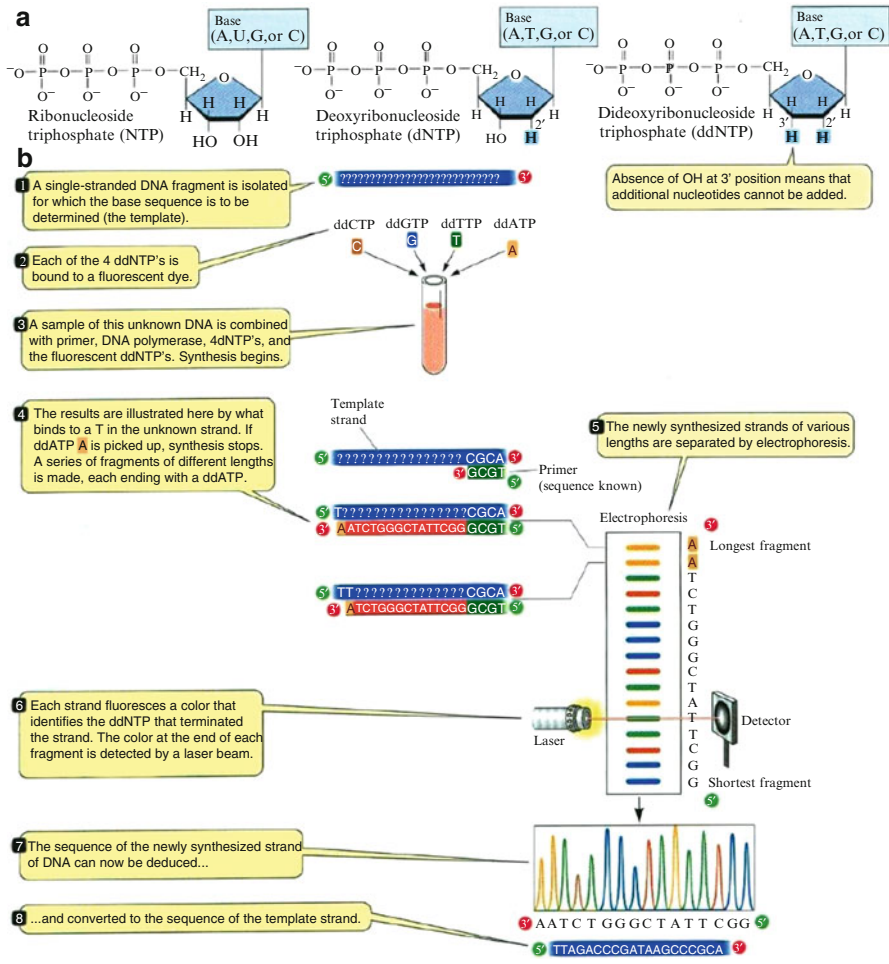 a
Base
(A,U,G,or C)
O O O
⁻O—P—O—P—O—P—O—CH2 O
O⁻ O⁻ O⁻
H H H H
HO OH
Ribonucleoside
triphosphate (NTP)
Base
(A,T,G,or C)
O O O
⁻O—P—O—P—O—P—O—CH2 O
O⁻ O⁻ O⁻
H H H H
2′
HO H
Deoxyribonucleoside
triphosphate (dNTP)
Base
(A,T,G,or C)
O O O
⁻O—P—O—P—O—P—O—CH2 O
O⁻ O⁻ O⁻
H H H H
3′ 2′
H H
Dideoxyribonucleoside
triphosphate (ddNTP)
Absence of OH at 3' position means that
additional nucleotides cannot be added.
b
1 A single-stranded DNA fragment is isolated
for which the base sequence is to be
determined (the template).
5′ ??????????????????????????? 3′
2 Each of the 4 ddNTP's is
bound to a fluorescent dye.
ddCTP ddGTP ddTTP ddATP
C G T A
3 A sample of this unknown DNA is combined
with primer, DNA polymerase, 4dNTP's, and
the fluorescent ddNTP's. Synthesis begins.
4 The results are illustrated here by what
binds to a T in the unknown strand. If
ddATP A is picked up, synthesis stops.
A series of fragments of different lengths
is made, each ending with a ddATP.
Template
strand
5′ ????????????????CGCA 3′
3′ GCGT 5′
Primer
(sequence known)
5′ T????????????????CGCA 3′
3′ AATCTGGGCTATTCGGGCGT 5′
5′ TT???????????????CGCA 3′
3′ ATCTGGGCTATTCGGGCGT 5′
5 The newly synthesized strands of various
lengths are separated by electrophoresis.
Electrophoresis
3′
A Longest fragment
A
T
C
T
G
G
G
C
T
A
T
T
C
G
G Shortest fragment
5′
6 Each strand fluoresces a color that
identifies the ddNTP that terminated
the strand. The color at the end of each
fragment is detected by a laser beam.
Laser
Detector
7 The sequence of the newly synthesized strand
of DNA can now be deduced...
3′ AATCTGGGCTATTCGG 5′
8 ...and converted to the sequence of the template strand.
5′ TTAGACCCGATAAGCCCGCA 3′